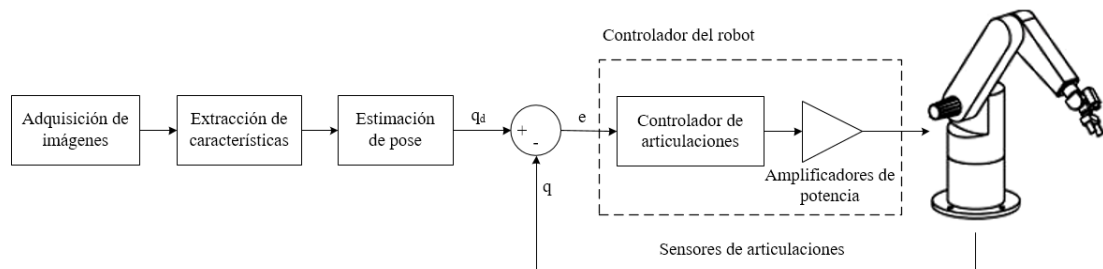 Controlador del robot
Adquisición de
imágenes
Extracción de
características
Estimación
de pose
q_d
+
-
e
Controlador de
articulaciones
Amplificadores de
potencia
q
Sensores de articulaciones